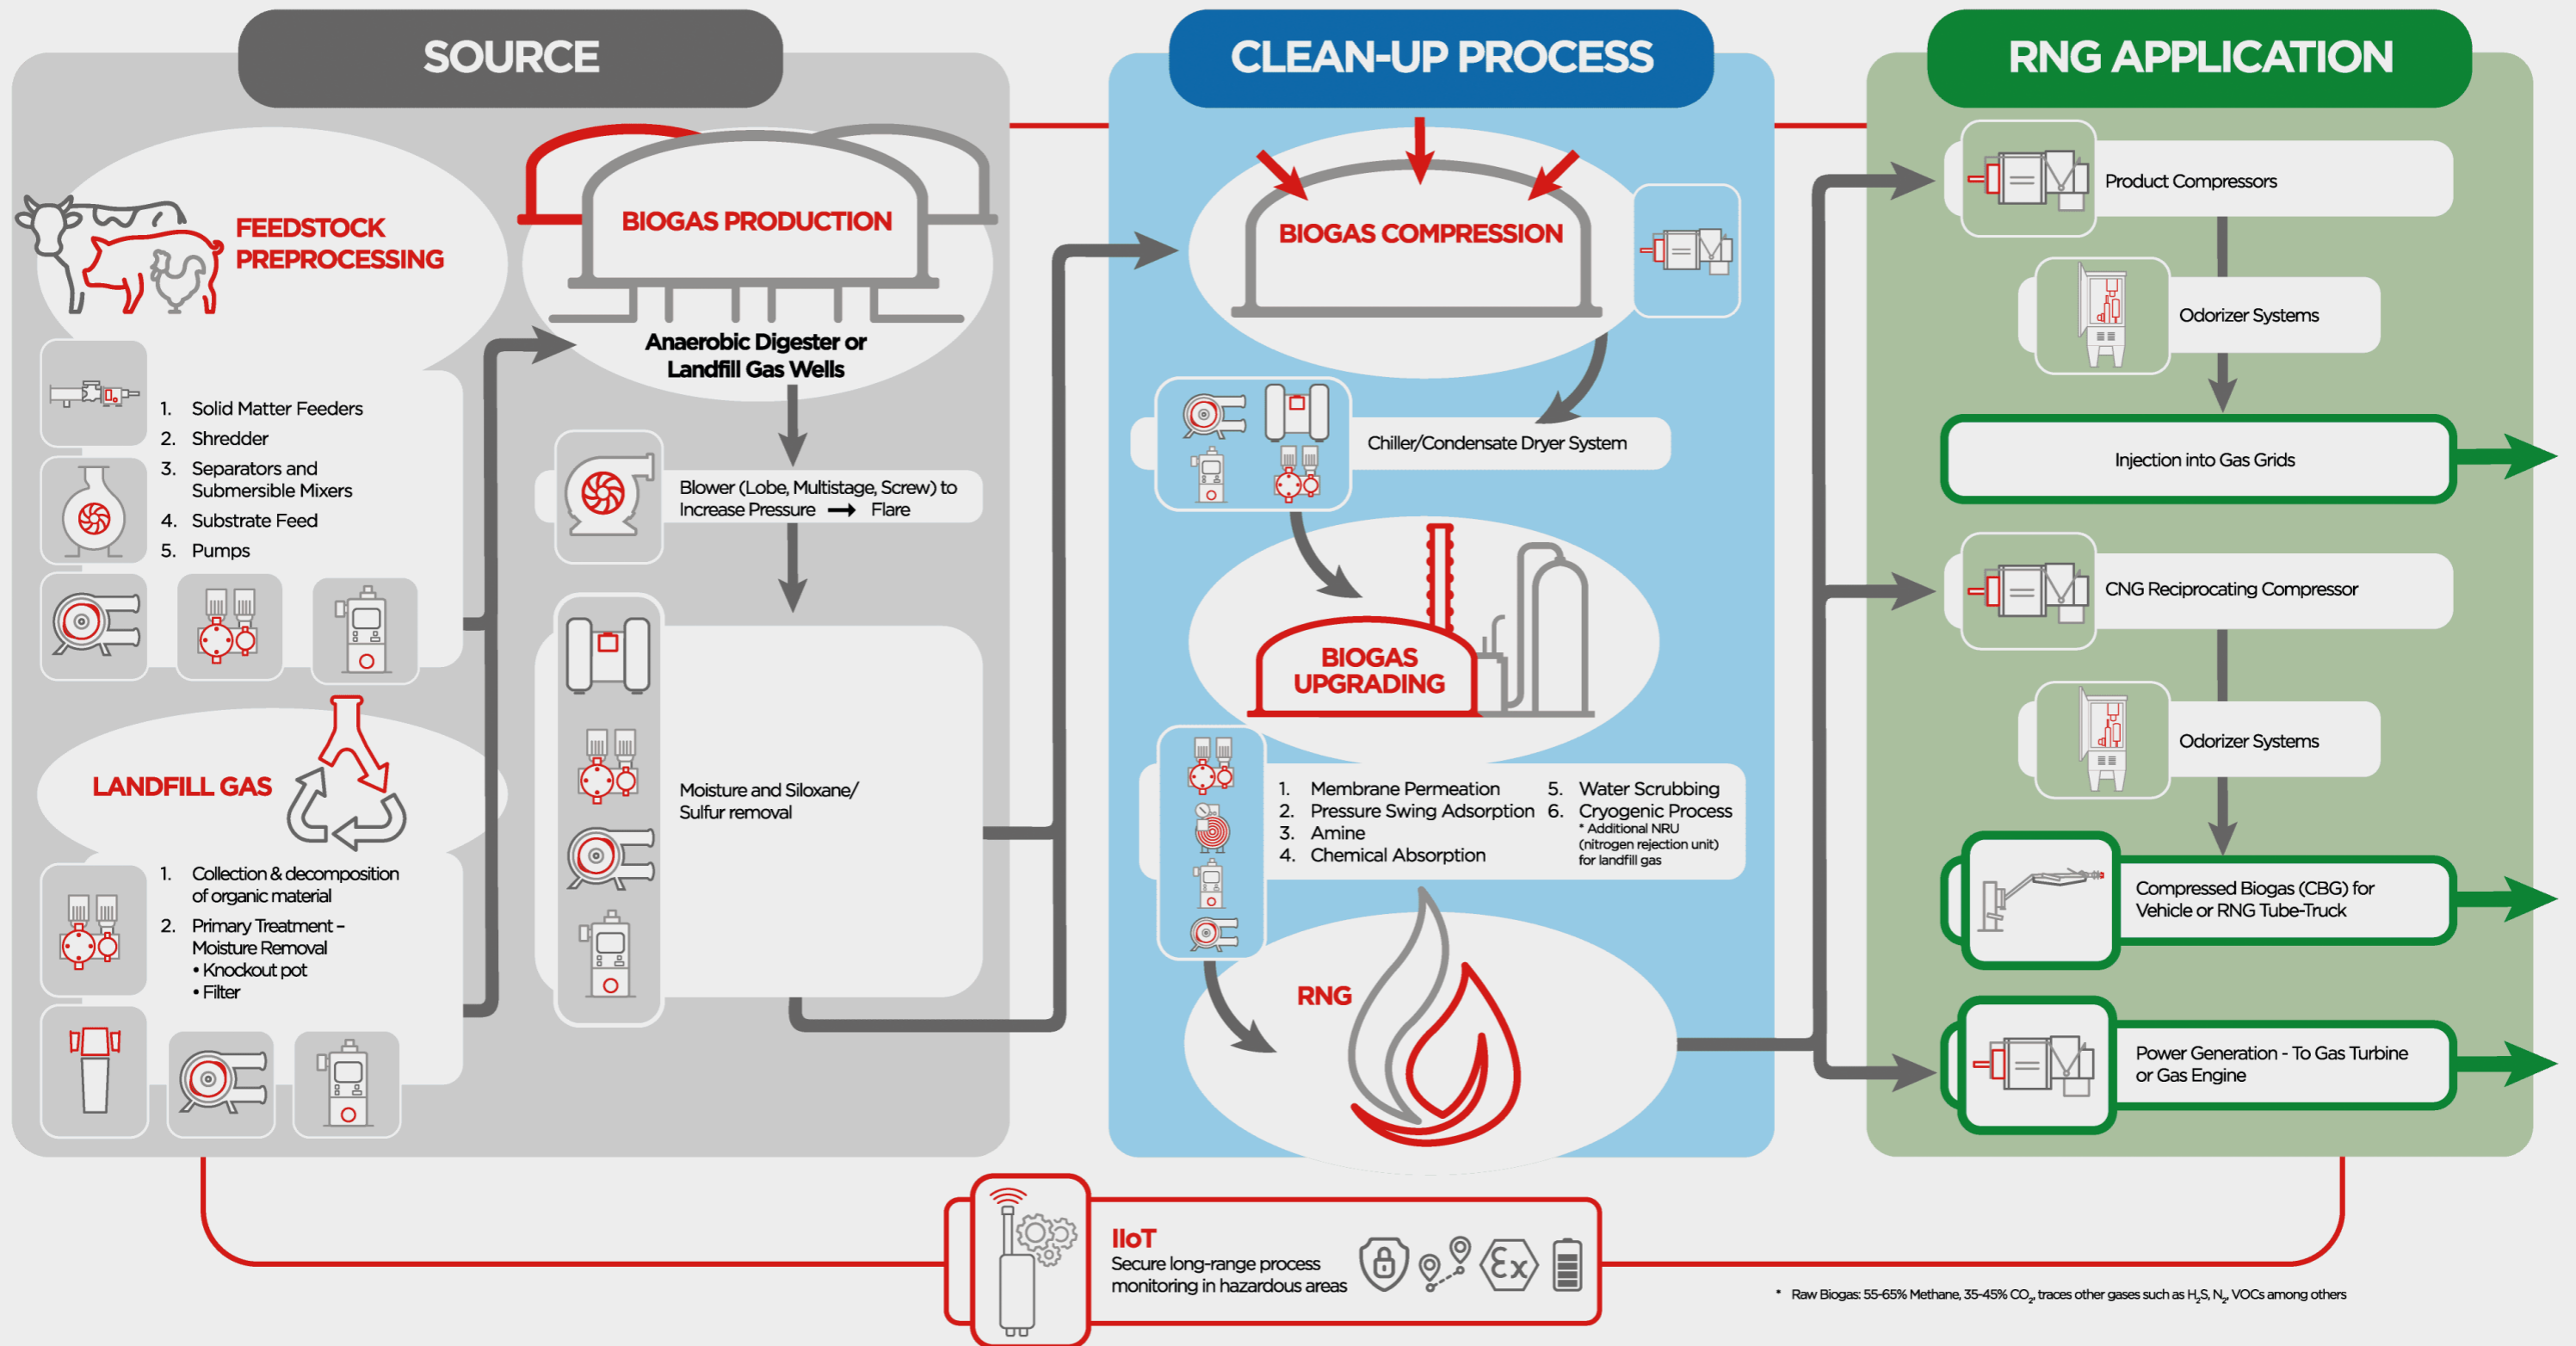 SOURCE
FEEDSTOCK
PREPROCESSING
1. Solid Matter Feeders
2. Shredder
3. Separators and
Submersible Mixers
4. Substrate Feed
5. Pumps
LANDFILL GAS
1. Collection & decomposition
of organic material
2. Primary Treatment –
Moisture Removal
• Knockout pot
• Filter
BIOGAS PRODUCTION
Anaerobic Digester or
Landfill Gas Wells
Blower (Lobe, Multistage, Screw) to
Increase Pressure → Flare
Moisture and Siloxane/
Sulfur removal
CLEAN-UP PROCESS
BIOGAS COMPRESSION
Chiller/Condensate Dryer System
BIOGAS
UPGRADING
1. Membrane Permeation
2. Pressure Swing Adsorption
3. Amine
4. Chemical Absorption
5. Water Scrubbing
6. Cryogenic Process
* Additional NRU
(nitrogen rejection unit)
for landfill gas
RNG
RNG APPLICATION
Product Compressors
Odorizer Systems
Injection into Gas Grids
CNG Reciprocating Compressor
Odorizer Systems
Compressed Biogas (CBG) for
Vehicle or RNG Tube-Truck
Power Generation - To Gas Turbine
or Gas Engine
IIoT
Secure long-range process
monitoring in hazardous areas
Ex
* Raw Biogas: 55-65% Methane, 35-45% CO₂, traces other gases such as H₂S, N₂, VOCs among others